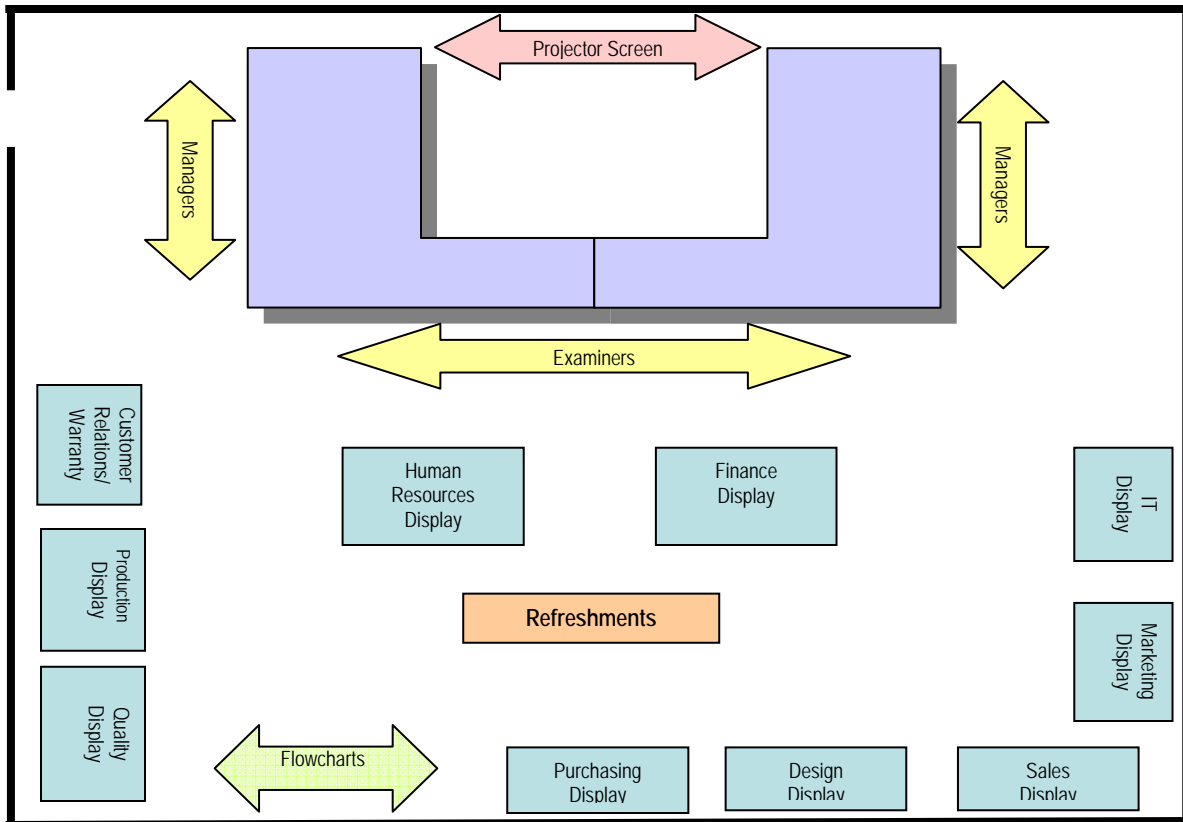 Projector Screen
Managers
Managers
Examiners
Customer
Relations/
Warranty
Human
Resources
Display
Finance
Display
IT
Display
Production
Display
Refreshments
Marketing
Display
Quality
Display
Flowcharts
Purchasing
Display
Design
Display
Sales
Display